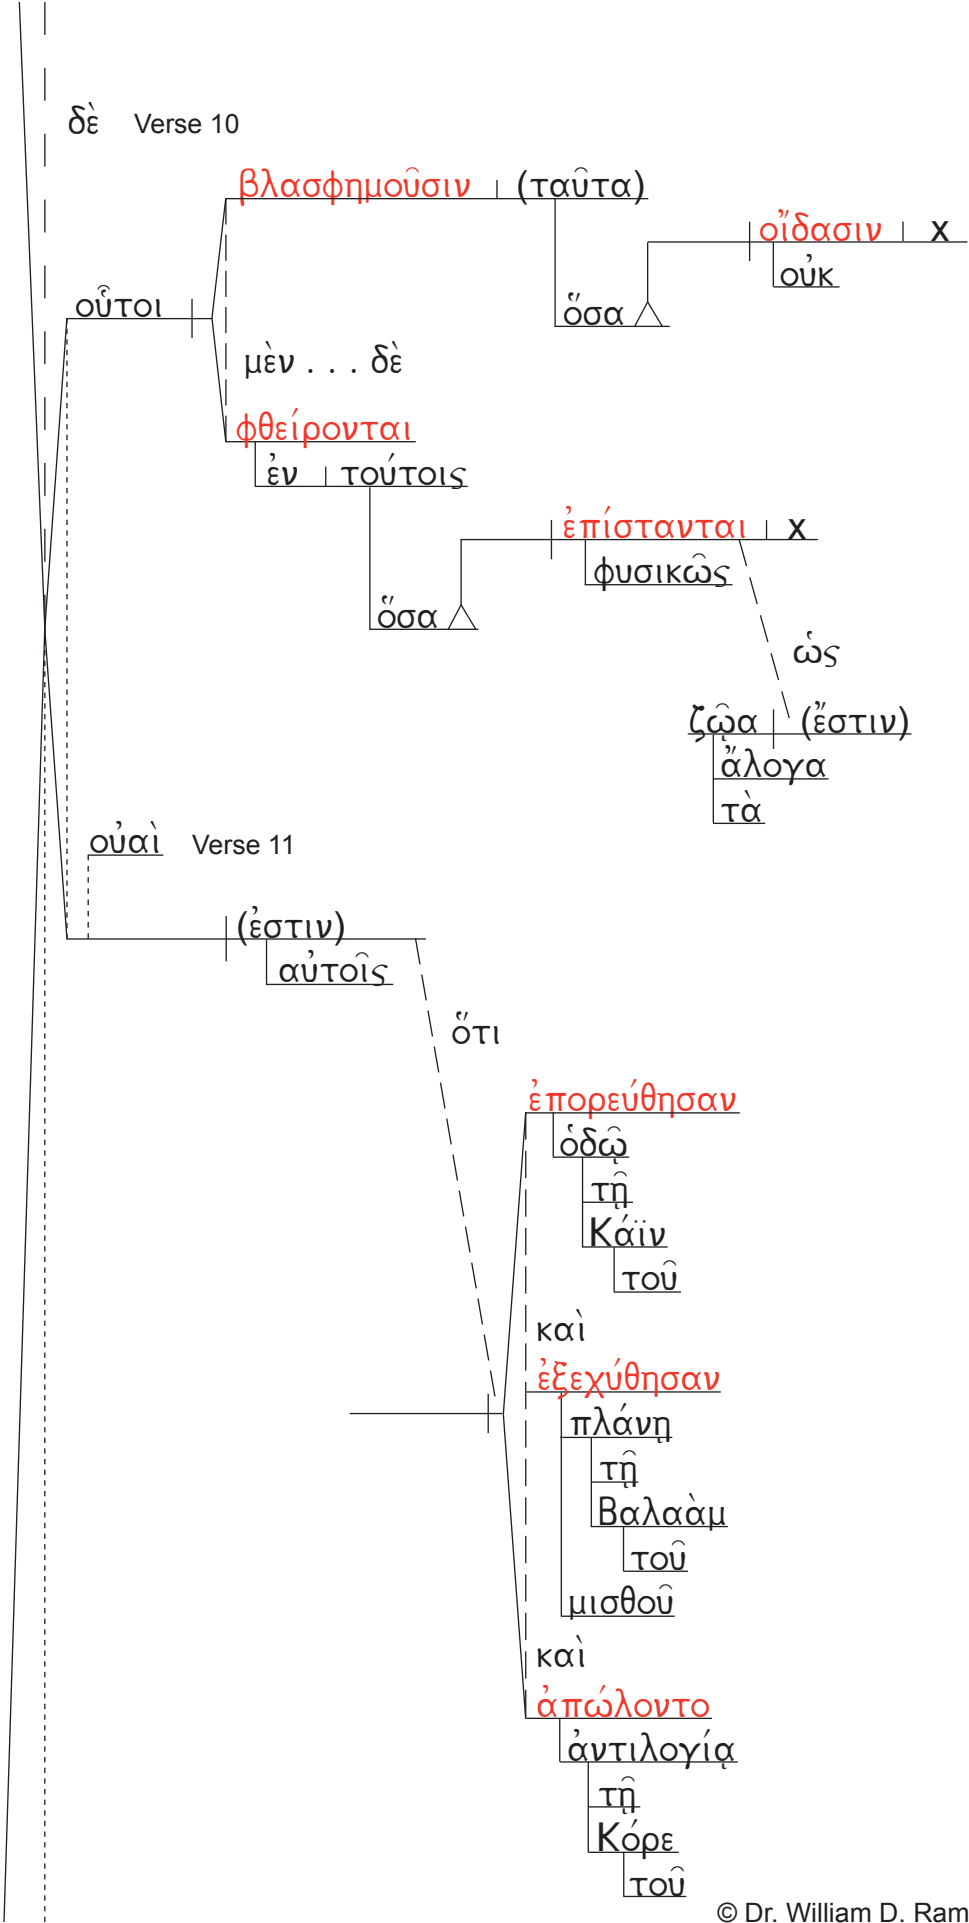 δὲ Verse 10
βλασφημοῦσιν (ταῦτα)
οἴδασιν x
οὐκ
οὗτοι
ὅσα
μὲν . . . δὲ
φθείρονται
ἐν τούτοις
ἐπίστανται x
φυσικῶς
ὅσα
ὡς
ζῷα (ἔστιν)
ἄλογα
τὰ
οὐαὶ Verse 11
(ἐστιν)
αὐτοῖς
ὅτι
ἐπορεύθησαν
ὁδῷ
τῇ
Κάϊν
τοῦ
καὶ
ἐξεχύθησαν
πλάνῃ
τῇ
Βαλαὰμ
τοῦ
μισθοῦ
καὶ
ἀπώλοντο
ἀντιλογίᾳ
τῇ
Κόρε
τοῦ
© Dr. William D. Ram